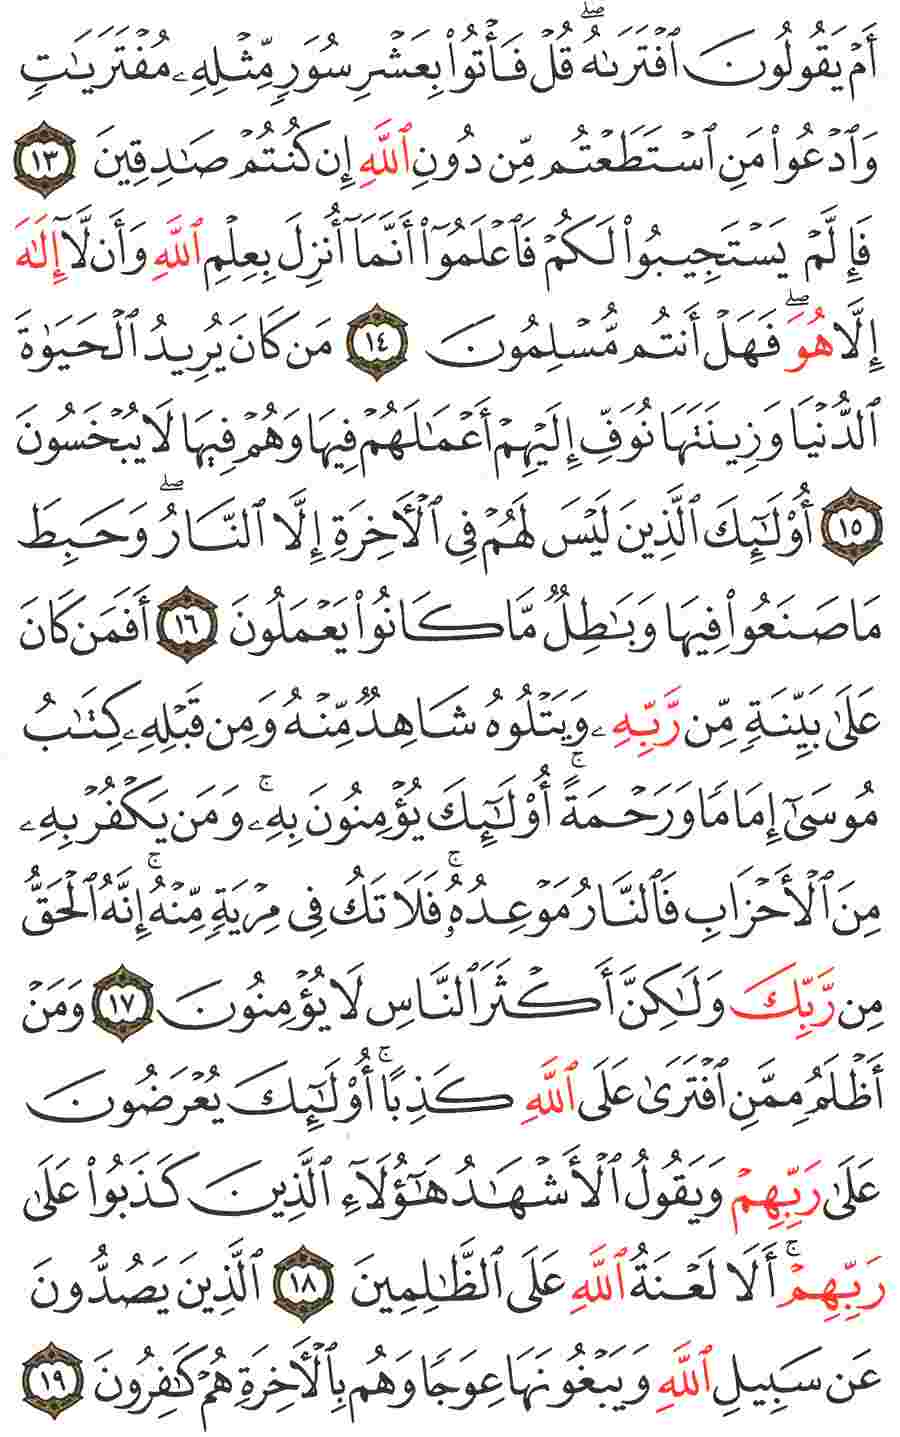 أَمْ يَقُولُونَ ٱفْتَرَىٰهُ ۖ قُلْ فَأْتُوا۟ بِعَشْرِ سُوَرٍ مِّثْلِهِۦ مُفْتَرَيَـٰتٍ
وَٱدْعُوا۟ مَنِ ٱسْتَطَعْتُم مِّن دُونِ ٱللَّهِ إِن كُنتُمْ صَـٰدِقِينَ ١٣
فَإِلَّمْ يَسْتَجِيبُوا۟ لَكُمْ فَٱعْلَمُوٓا۟ أَنَّمَآ أُنزِلَ بِعِلْمِ ٱللَّهِ وَأَن لَّآ إِلَـٰهَ
إِلَّا هُوَ ۖ فَهَلْ أَنتُم مُّسْلِمُونَ ١٤ مَن كَانَ يُرِيدُ ٱلْحَيَوٰةَ
ٱلدُّنْيَا وَزِينَتَهَا نُوَفِّ إِلَيْهِمْ أَعْمَـٰلَهُمْ فِيهَا وَهُمْ فِيهَا لَا يُبْخَسُونَ
١٥ أُو۟لَـٰٓئِكَ ٱلَّذِينَ لَيْسَ لَهُمْ فِى ٱلْـَٔاخِرَةِ إِلَّا ٱلنَّارُ ۖ وَحَبِطَ
مَا صَنَعُوا۟ فِيهَا وَبَـٰطِلٌ مَّا كَانُوا۟ يَعْمَلُونَ ١٦ أَفَمَن كَانَ
عَلَىٰ بَيِّنَةٍ مِّن رَّبِّهِۦ وَيَتْلُوهُ شَاهِدٌ مِّنْهُ وَمِن قَبْلِهِۦ كِتَـٰبُ
مُوسَىٰٓ إِمَامًا وَرَحْمَةً ۚ أُو۟لَـٰٓئِكَ يُؤْمِنُونَ بِهِۦ ۚ وَمَن يَكْفُرْ بِهِۦ
مِنَ ٱلْأَحْزَابِ فَٱلنَّارُ مَوْعِدُهُۥ ۚ فَلَا تَكُ فِى مِرْيَةٍ مِّنْهُ ۚ إِنَّهُ ٱلْحَقُّ
مِن رَّبِّكَ وَلَـٰكِنَّ أَكْثَرَ ٱلنَّاسِ لَا يُؤْمِنُونَ ١٧ وَمَنْ
أَظْلَمُ مِمَّنِ ٱفْتَرَىٰ عَلَى ٱللَّهِ كَذِبًا ۚ أُو۟لَـٰٓئِكَ يُعْرَضُونَ
عَلَىٰ رَبِّهِمْ وَيَقُولُ ٱلْأَشْهَـٰدُ هَـٰٓؤُلَآءِ ٱلَّذِينَ كَذَبُوا۟ عَلَىٰ
رَبِّهِمْ ۚ أَلَا لَعْنَةُ ٱللَّهِ عَلَى ٱلظَّـٰلِمِينَ ١٨ ٱلَّذِينَ يَصُدُّونَ
عَن سَبِيلِ ٱللَّهِ وَيَبْغُونَهَا عِوَجًا وَهُم بِٱلْـَٔاخِرَةِ هُمْ كَـٰفِرُونَ ١٩